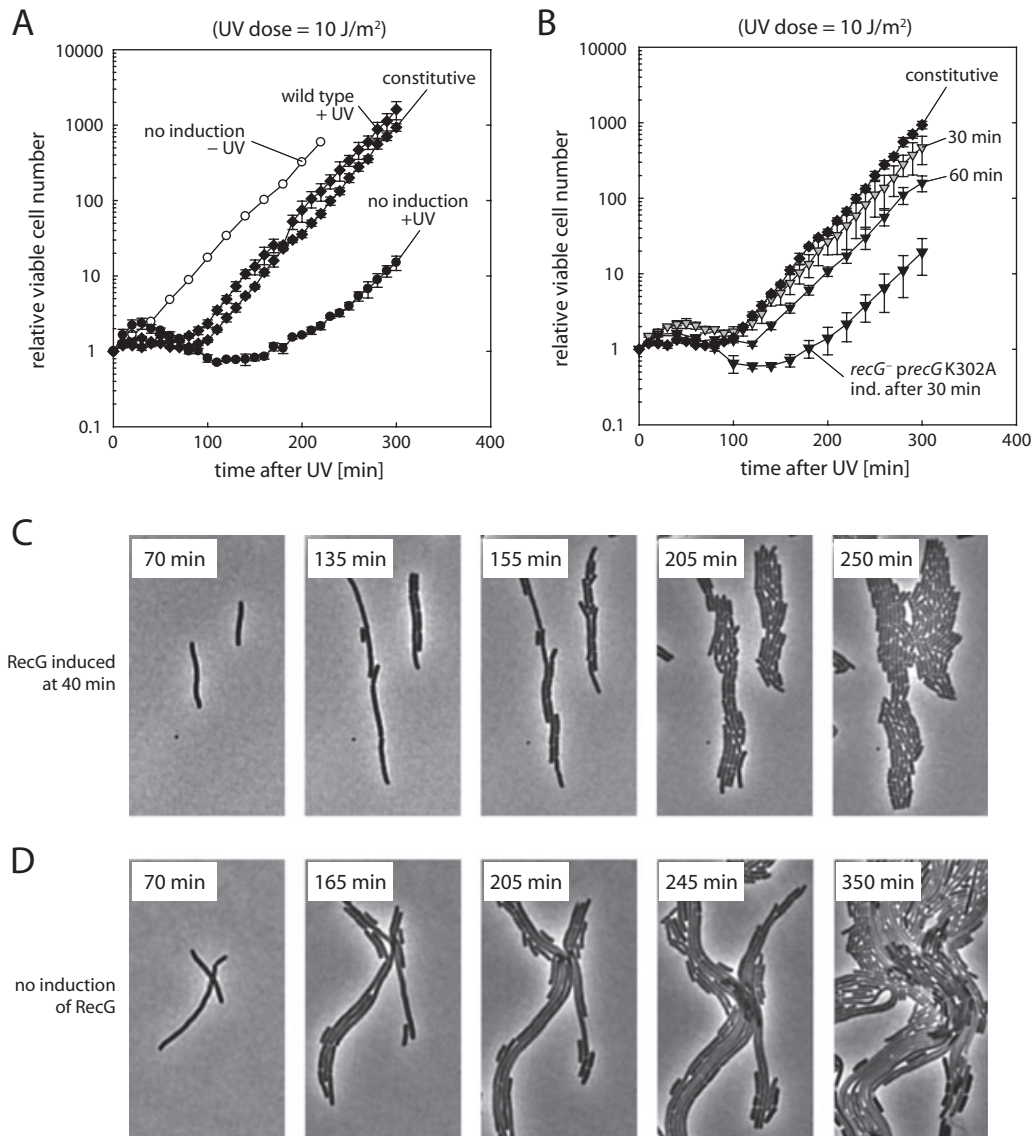 A
(UV dose = 10 J/m²)
10000
1000
100
10
1
0.1
relative viable cell number
no induction
– UV
wild type
+ UV
constitutive
no induction
+UV
0
100
200
300
400
time after UV [min]
B
(UV dose = 10 J/m²)
10000
1000
100
10
1
0.1
relative viable cell number
constitutive
30 min
60 min
recG⁻ precG K302A
ind. after 30 min
0
100
200
300
400
time after UV [min]
C
RecG induced
at 40 min
70 min
135 min
155 min
205 min
250 min
D
no induction
of RecG
70 min
165 min
205 min
245 min
350 min